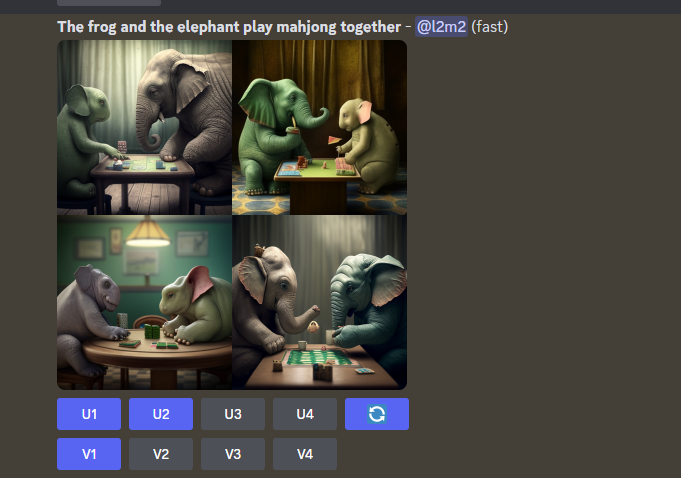 The frog and the elephant play mahjong together - @l2m2 (fast)
U1 U2 U3 U4
V1 V2 V3 V4